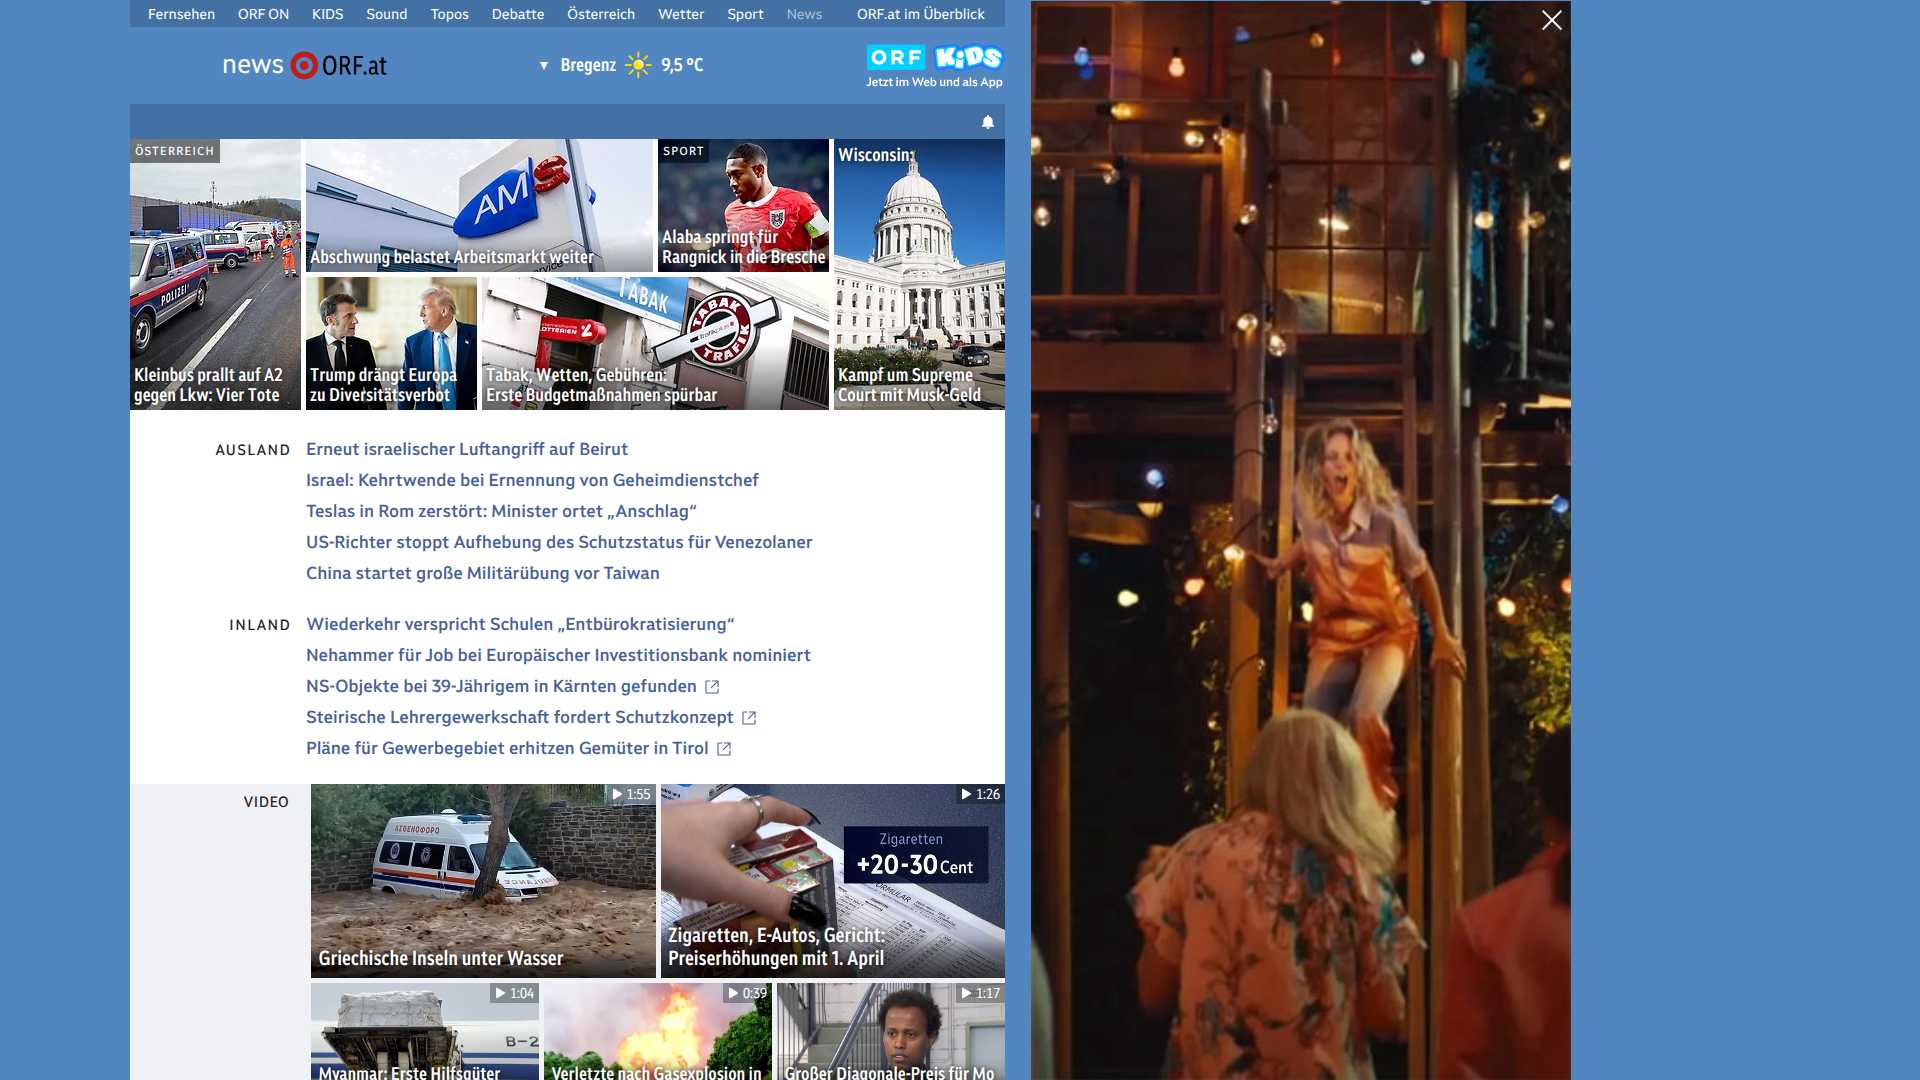 Fernsehen ORF ON KIDS Sound Topos Debatte Österreich Wetter Sport News ORF.at im Überblick
news ORF.at
▼ Bregenz 9,5 °C
ORF KiDS
Jetzt im Web und als App
ÖSTERREICH
POLIZEI
Kleinbus prallt auf A2
gegen Lkw: Vier Tote
AMS
Abschwung belastet Arbeitsmarkt weiter
SPORT
Alaba springt für
Rangnick in die Bresche
Wisconsin:
Kampf um Supreme
Court mit Musk-Geld
Trump drängt Europa
zu Diversitätsverbot
TABAK
LOTTERIEN
TABAK
TRAFIK
Tabak, Wetten, Gebühren:
Erste Budgetmaßnahmen spürbar
AUSLAND
Erneut israelischer Luftangriff auf Beirut
Israel: Kehrtwende bei Ernennung von Geheimdienstchef
Teslas in Rom zerstört: Minister ortet „Anschlag“
US-Richter stoppt Aufhebung des Schutzstatus für Venezolaner
China startet große Militärübung vor Taiwan
INLAND
Wiederkehr verspricht Schulen „Entbürokratisierung“
Nehammer für Job bei Europäischer Investitionsbank nominiert
NS-Objekte bei 39-Jährigem in Kärnten gefunden
Steirische Lehrergewerkschaft fordert Schutzkonzept
Pläne für Gewerbegebiet erhitzen Gemüter in Tirol
VIDEO
1:55
ΑΣΘΕΝΟΦΟΡΟ
Griechische Inseln unter Wasser
1:26
Zigaretten
+20-30 Cent
Zigaretten, E-Autos, Gericht:
Preiserhöhungen mit 1. April
1:04
B-2
Myanmar: Erste Hilfsgüter
0:39
Verletzte nach Gasexplosion in
1:17
Großer Diagonale-Preis für Mo